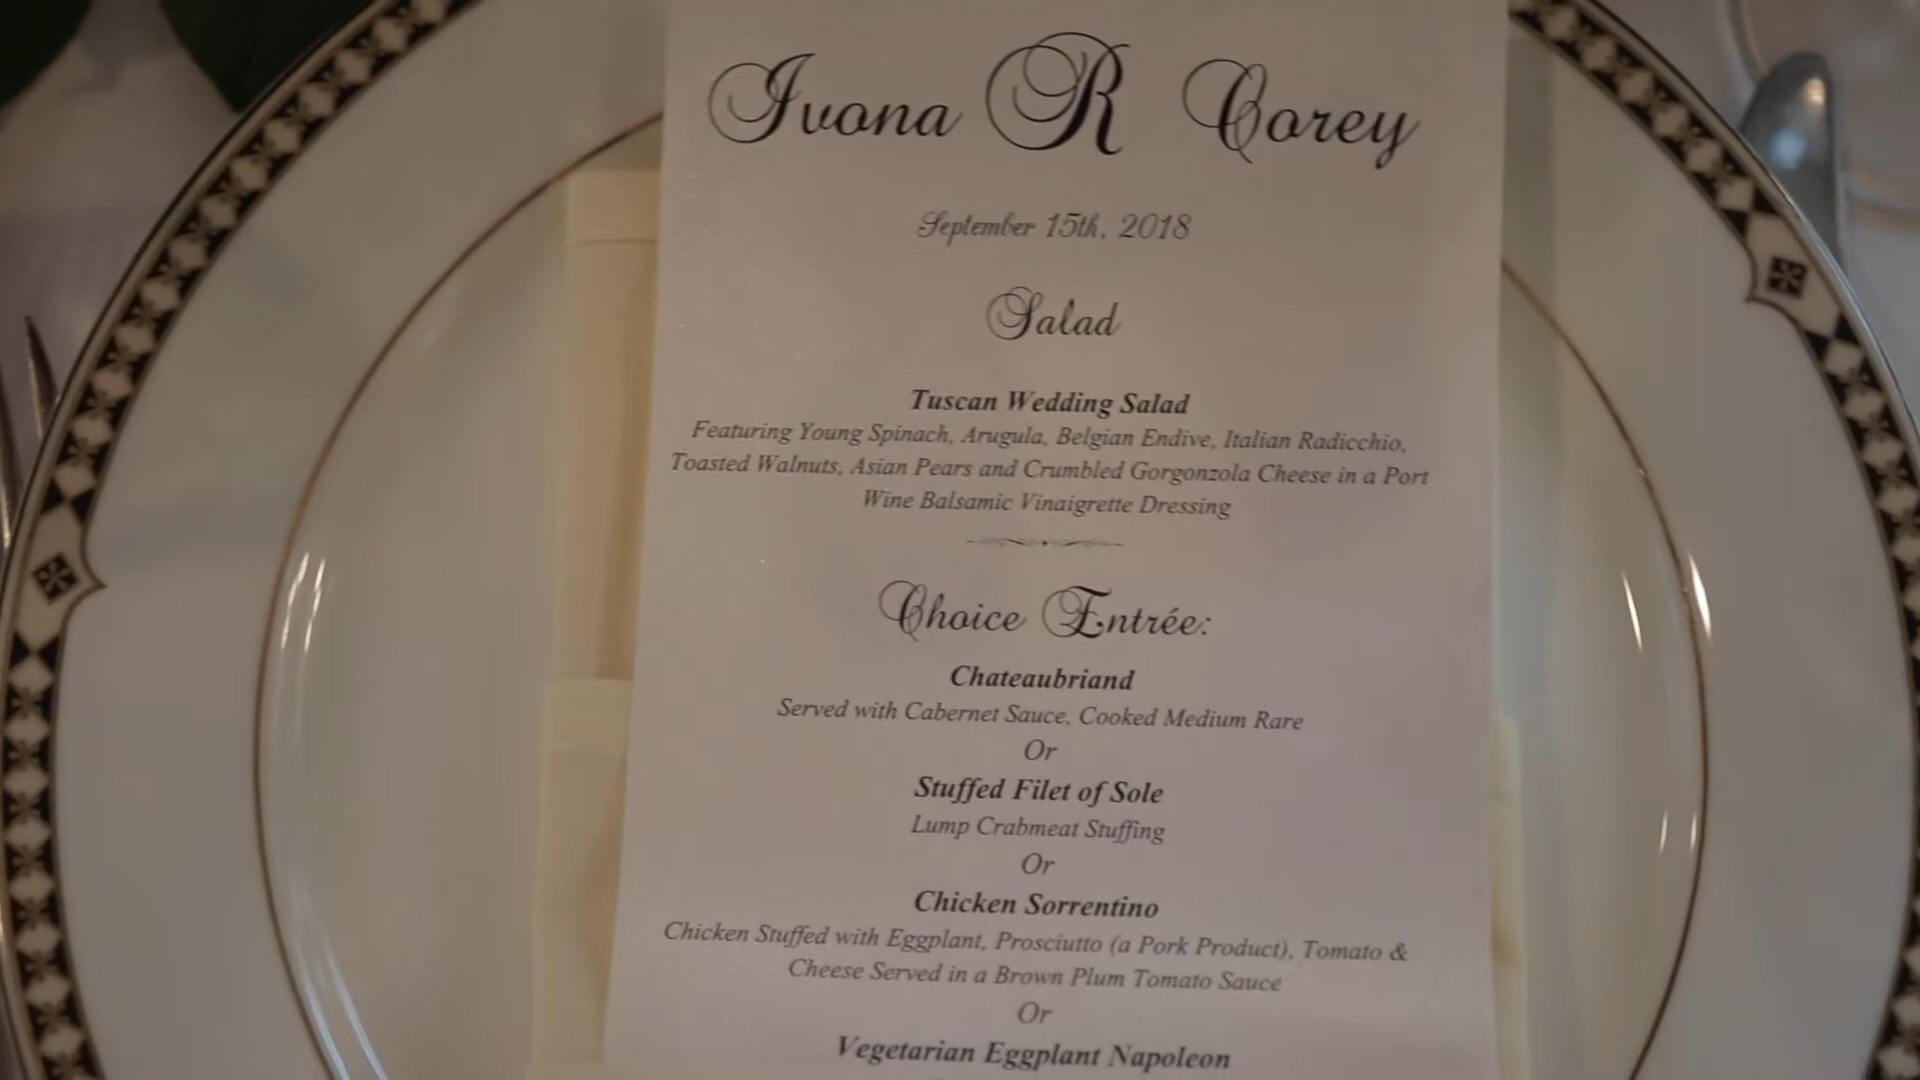 Ivona R Corey
September 15th, 2018
Salad
Tuscan Wedding Salad
Featuring Young Spinach, Arugula, Belgian Endive, Italian Radicchio,
Toasted Walnuts, Asian Pears and Crumbled Gorgonzola Cheese in a Port
Wine Balsamic Vinaigrette Dressing
Choice Entrée:
Chateaubriand
Served with Cabernet Sauce, Cooked Medium Rare
Or
Stuffed Filet of Sole
Lump Crabmeat Stuffing
Or
Chicken Sorrentino
Chicken Stuffed with Eggplant, Prosciutto (a Pork Product), Tomato &
Cheese Served in a Brown Plum Tomato Sauce
Or
Vegetarian Eggplant Napoleon